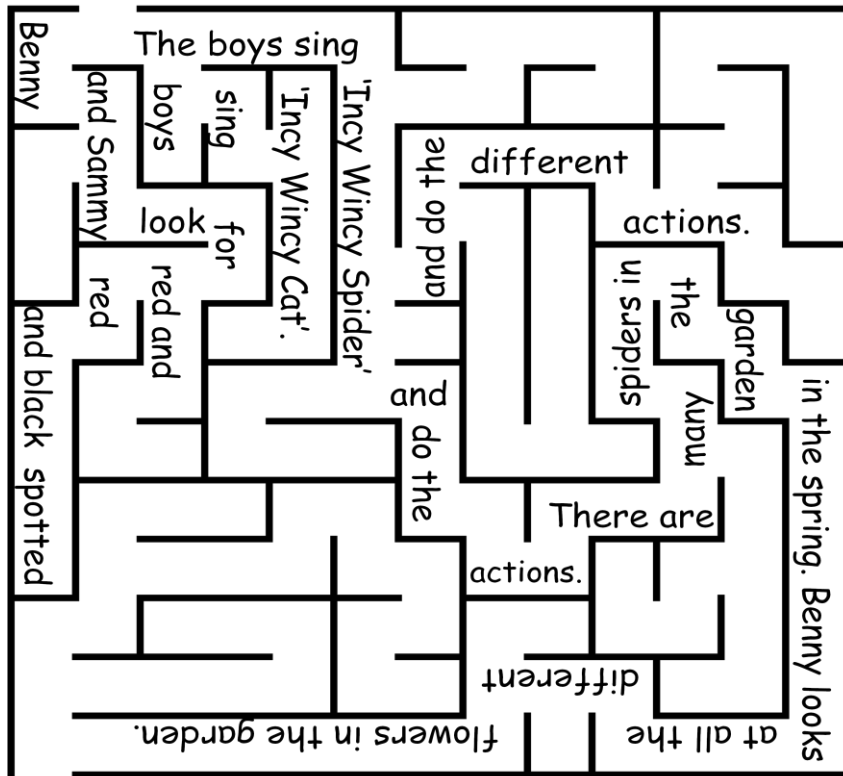 Benny
The boys sing
and Sammy
boys
sing
'Incy Wincy Cat'.
'Incy Wincy Spider'
and do the
different
look
for
actions.
red
red and
spiders in
the
garden
and black spotted
and
do the
many
in the spring. Benny looks
There are
actions.
different
flowers in the garden.
at all the